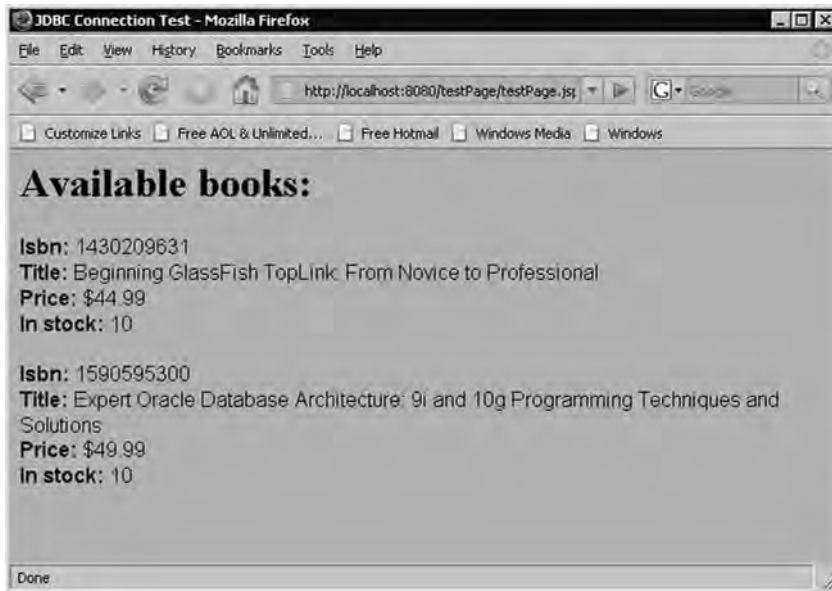 JDBC Connection Test - Mozilla Firefox
File Edit View History Bookmarks Tools Help
http://localhost:8080/testPage/testPage.jsp
G Google
Customize Links Free AOL & Unlimited... Free Hotmail Windows Media Windows
Available books:
Isbn: 1430209631
Title: Beginning GlassFish TopLink: From Novice to Professional
Price: $44.99
In stock: 10
Isbn: 1590595300
Title: Expert Oracle Database Architecture: 9i and 10g Programming Techniques and
Solutions
Price: $49.99
In stock: 10
Done